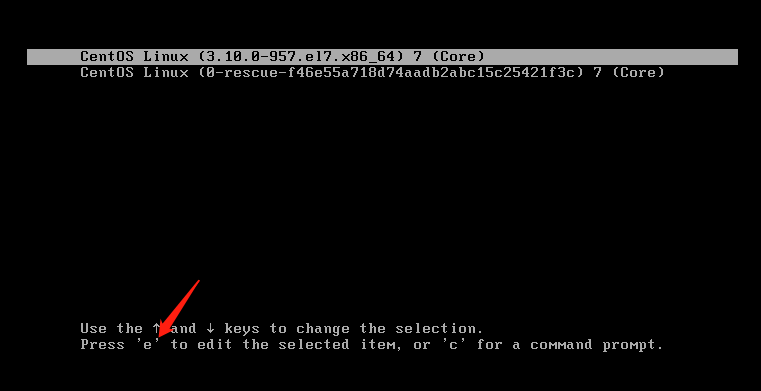 CentOS Linux (3.10.0-957.el7.x86_64) 7 (Core)
CentOS Linux (0-rescue-f46e55a718d74aadb2abc15c25421f3c) 7 (Core)
Use the ↑ and ↓ keys to change the selection.
Press 'e' to edit the selected item, or 'c' for a command prompt.